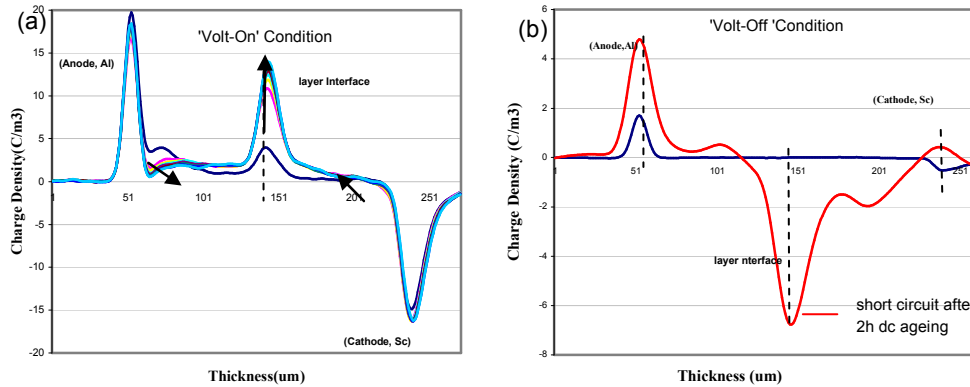 (a)
'Volt-On' Condition
(Anode, Al)
layer Interface
(Cathode, Sc)
Charge Density (C/m3)
20
15
10
5
0
-5
-10
-15
-20
1
51
101
151
201
251
Thickness(um)
(b)
'Volt-Off 'Condition
(Anode,Al)
(Cathode, Sc)
layer nterface
short circuit after
2h dc ageing
Charge Density (C/m3)
6
4
2
0
-2
-4
-6
-8
1
51
101
151
201
251
Thickness (um)